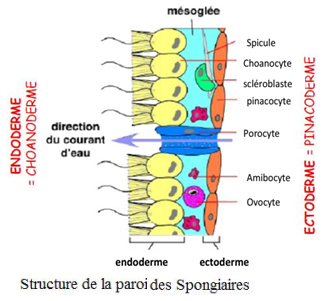 mésoglée
Spicule
Choanocyte
scléroblaste
pinacocyte
Porocyte
direction
du courant
d'eau
Amibocyte
Ovocyte
ENDODERME
= CHOANODERME
ECTODERME = PINACODERME
endoderme
ectoderme
Structure de la paroi des Spongiaires